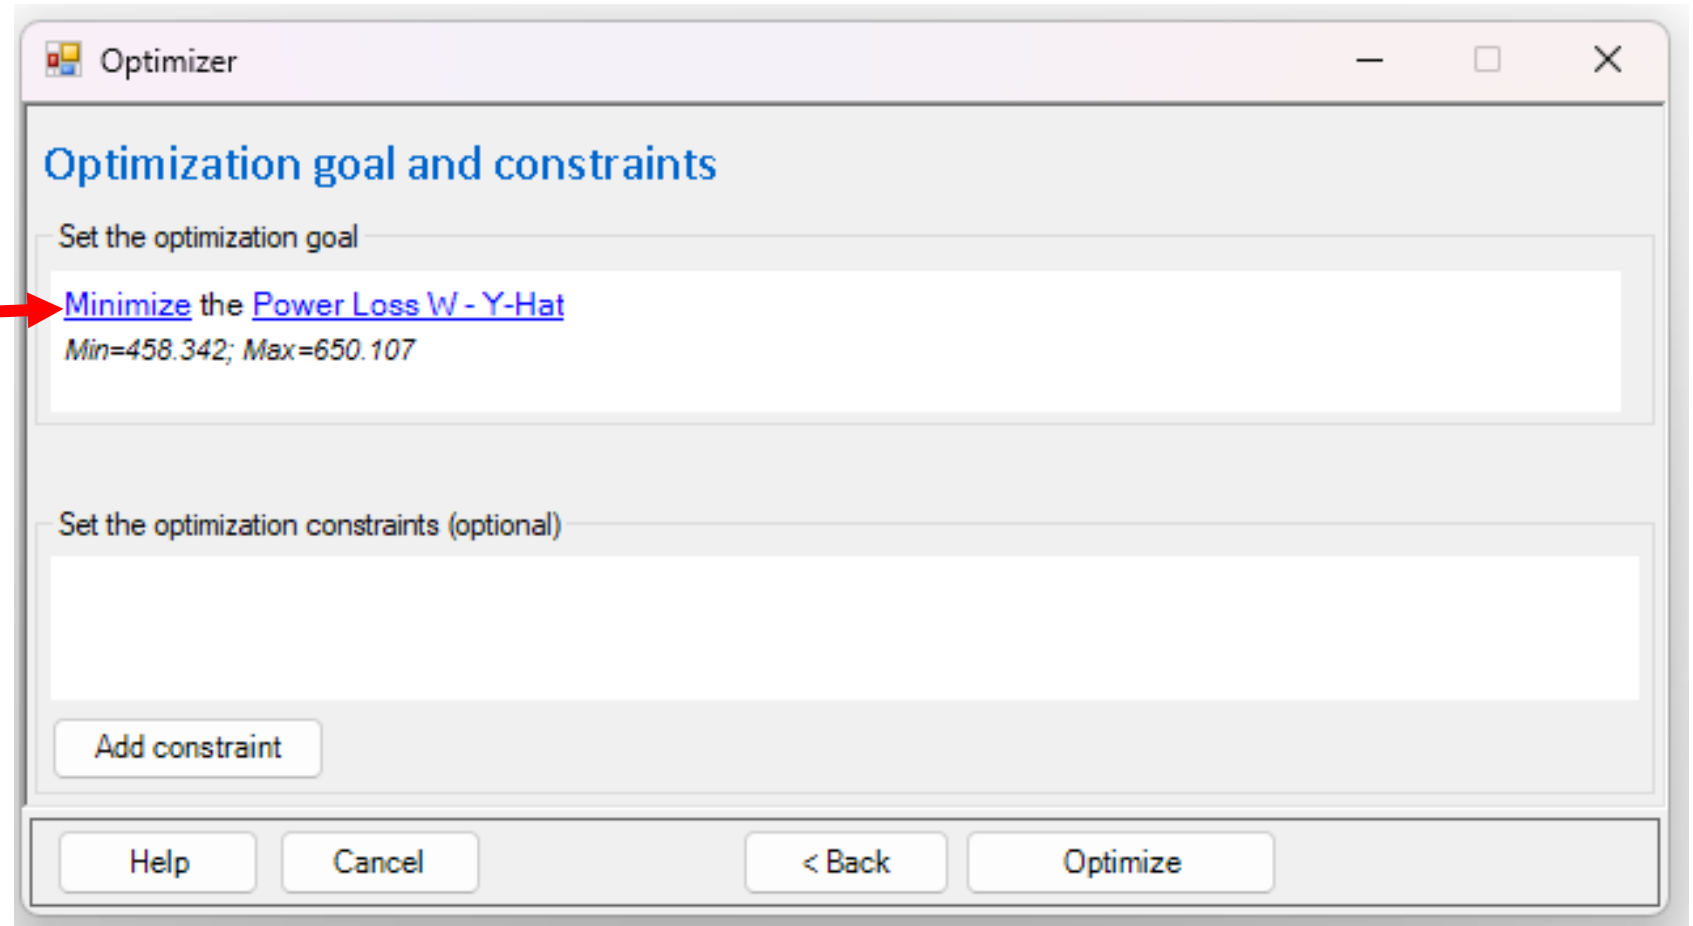 Optimizer
Optimization goal and constraints
Set the optimization goal
Minimize the Power Loss W - Y-Hat
Min=458.342; Max=650.107
Set the optimization constraints (optional)
Add constraint
Help Cancel < Back Optimize